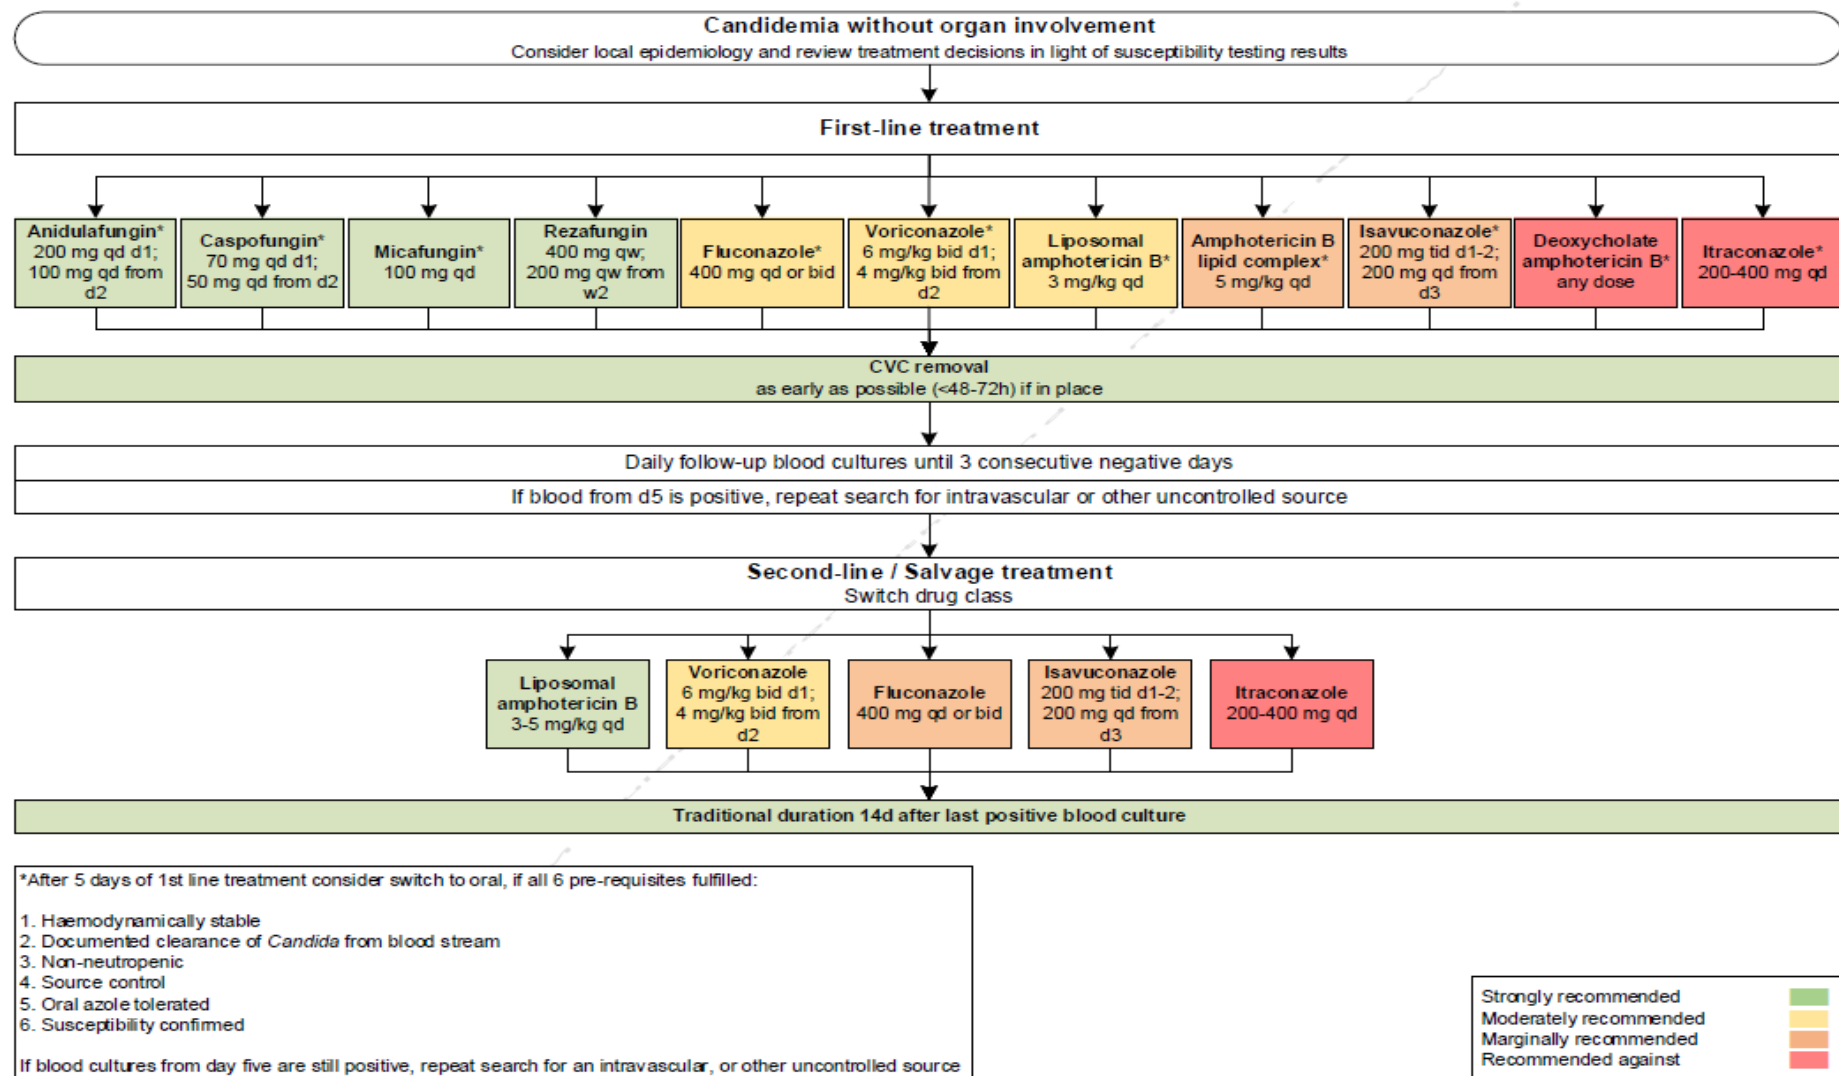 Candidemia without organ involvement
Consider local epidemiology and review treatment decisions in light of susceptibility testing results
First-line treatment
Anidulafungin*
200 mg qd d1;
100 mg qd from
d2
Caspofungin*
70 mg qd d1;
50 mg qd from d2
Micafungin*
100 mg qd
Rezafungin
400 mg qw;
200 mg qw from
w2
Fluconazole*
400 mg qd or bid
Voriconazole*
6 mg/kg bid d1;
4 mg/kg bid from
d2
Liposomal
amphotericin B*
3 mg/kg qd
Amphotericin B
lipid complex*
5 mg/kg qd
Isavuconazole*
200 mg tid d1-2;
200 mg qd from
d3
Deoxycholate
amphotericin B*
any dose
Itraconazole*
200-400 mg qd
CVC removal
as early as possible (<48-72h) if in place
Daily follow-up blood cultures until 3 consecutive negative days
If blood from d5 is positive, repeat search for intravascular or other uncontrolled source
Second-line / Salvage treatment
Switch drug class
Liposomal
amphotericin B
3-5 mg/kg qd
Voriconazole
6 mg/kg bid d1;
4 mg/kg bid from
d2
Fluconazole
400 mg qd or bid
Isavuconazole
200 mg tid d1-2;
200 mg qd from
d3
Itraconazole
200-400 mg qd
Traditional duration 14d after last positive blood culture
*After 5 days of 1st line treatment consider switch to oral, if all 6 pre-requisites fulfilled:
1. Haemodynamically stable
2. Documented clearance of Candida from blood stream
3. Non-neutropenic
4. Source control
5. Oral azole tolerated
6. Susceptibility confirmed
If blood cultures from day five are still positive, repeat search for an intravascular, or other uncontrolled source
Strongly recommended
Moderately recommended
Marginally recommended
Recommended against